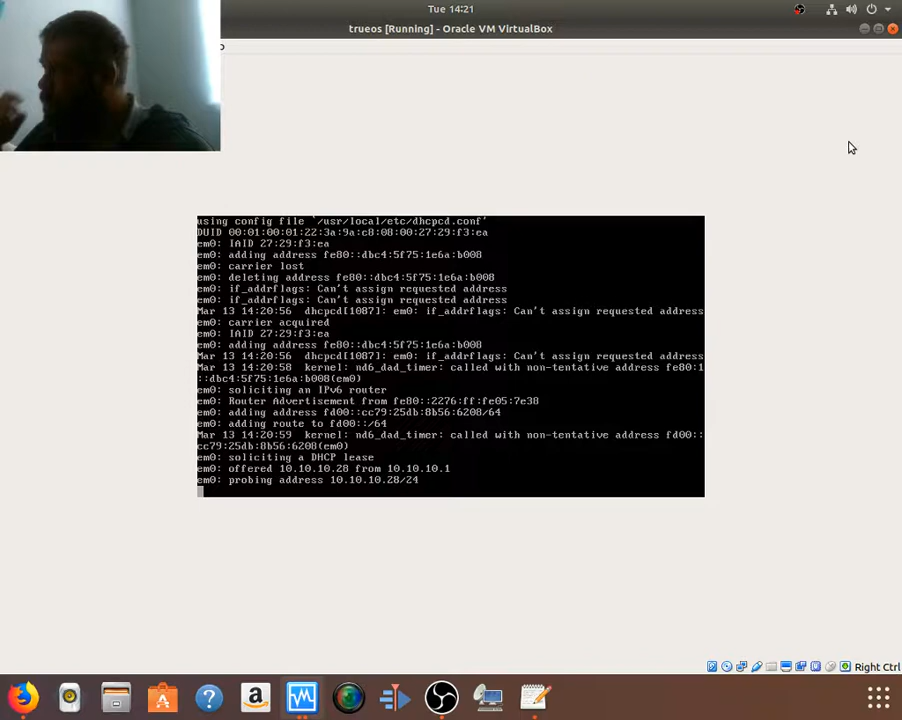 Tue 14:21
trueos [Running] - Oracle VM VirtualBox
using config file `/usr/local/etc/dhcpcd.conf'
DUID 00:01:00:01:22:3a:9a:c8:08:00:27:29:f3:ea
em0: IAID 27:29:f3:ea
em0: adding address fe80::dbc4:5f75:1e6a:b008
em0: carrier lost
em0: deleting address fe80::dbc4:5f75:1e6a:b008
em0: if_addrflags: Can't assign requested address
em0: if_addrflags: Can't assign requested address
Mar 13 14:20:56  dhcpcd[1087]: em0: if_addrflags: Can't assign requested address
em0: carrier acquired
em0: IAID 27:29:f3:ea
em0: adding address fe80::dbc4:5f75:1e6a:b008
Mar 13 14:20:56  dhcpcd[1087]: em0: if_addrflags: Can't assign requested address
Mar 13 14:20:58  kernel: nd6_dad_timer: called with non-tentative address fe80:1
::dbc4:5f75:1e6a:b008(em0)
em0: soliciting an IPv6 router
em0: Router Advertisement from fe80::2276:ff:fe05:7e38
em0: adding address fd00::cc79:25db:8b56:6208/64
em0: adding route to fd00::/64
Mar 13 14:20:59  kernel: nd6_dad_timer: called with non-tentative address fd00::
cc79:25db:8b56:6208(em0)
em0: soliciting a DHCP lease
em0: offered 10.10.10.28 from 10.10.10.1
em0: probing address 10.10.10.28/24
Right Ctrl